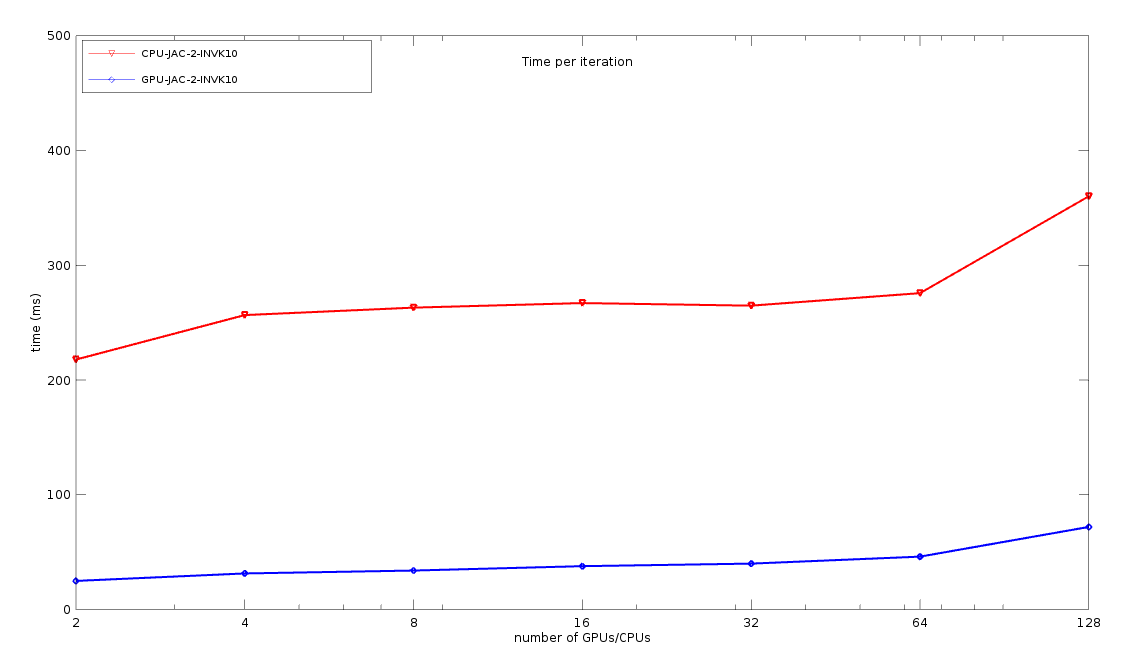 500
CPU-JAC-2-INVK10
Time per iteration
GPU-JAC-2-INVK10
400
300
time (ms)
200
100
0
2 4 8 16 32 64 128
number of GPUs/CPUs